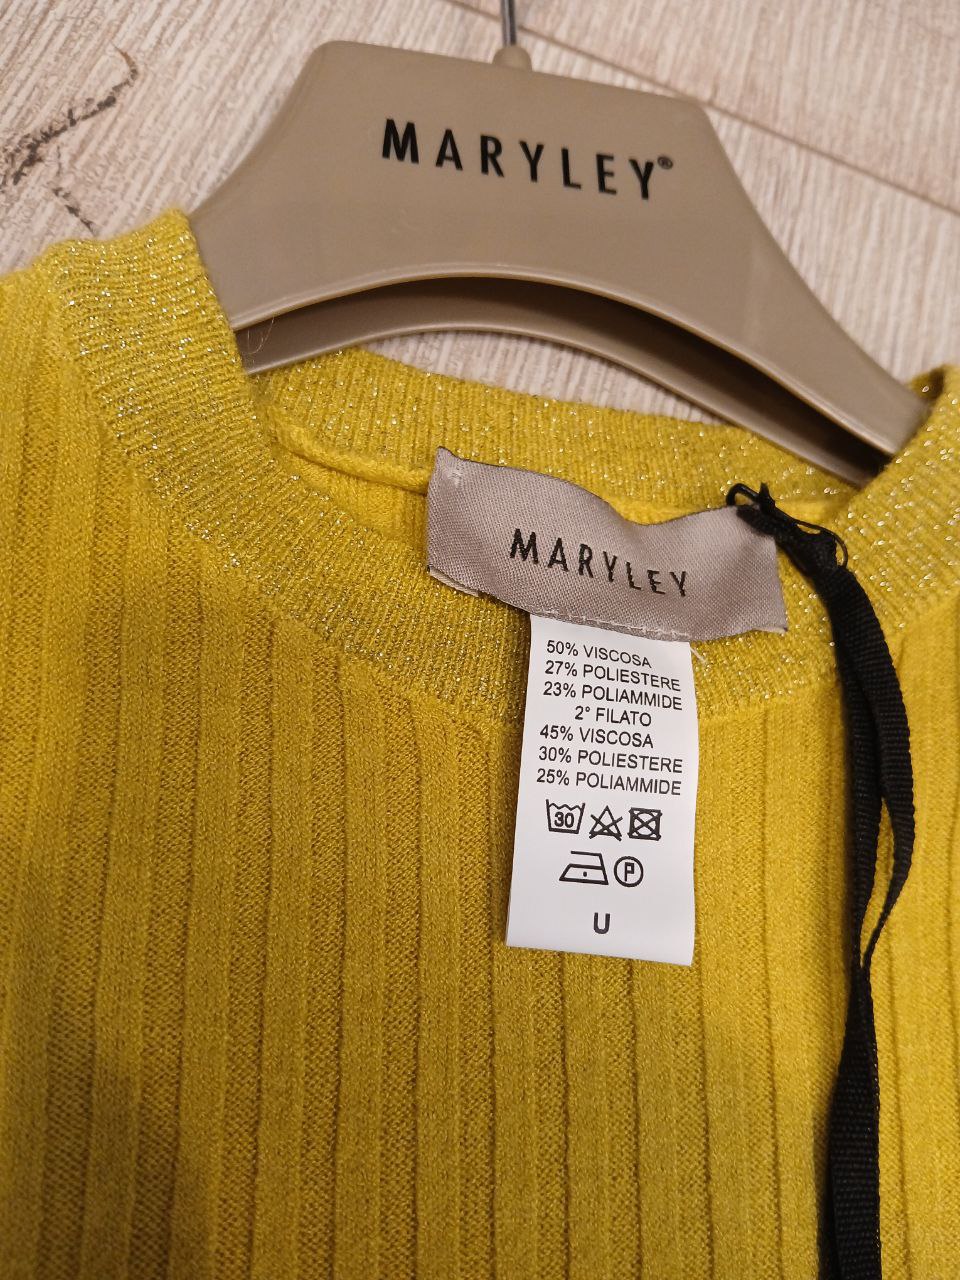 MARYLEY®
MARYLEY
50% VISCOSA
27% POLIESTERE
23% POLIAMMIDE
2° FILATO
45% VISCOSA
30% POLIESTERE
25% POLIAMMIDE
30
P
U